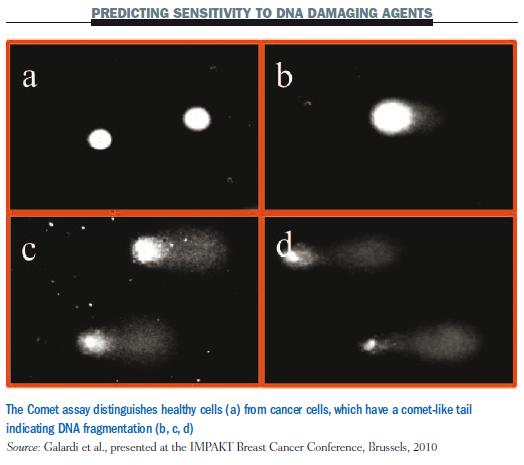 PREDICTING SENSITIVITY TO DNA DAMAGING AGENTS
a
b
c
d
The Comet assay distinguishes healthy cells (a) from cancer cells, which have a comet-like tail
indicating DNA fragmentation (b, c, d)
Source: Galardi et al., presented at the IMPAKT Breast Cancer Conference, Brussels, 2010